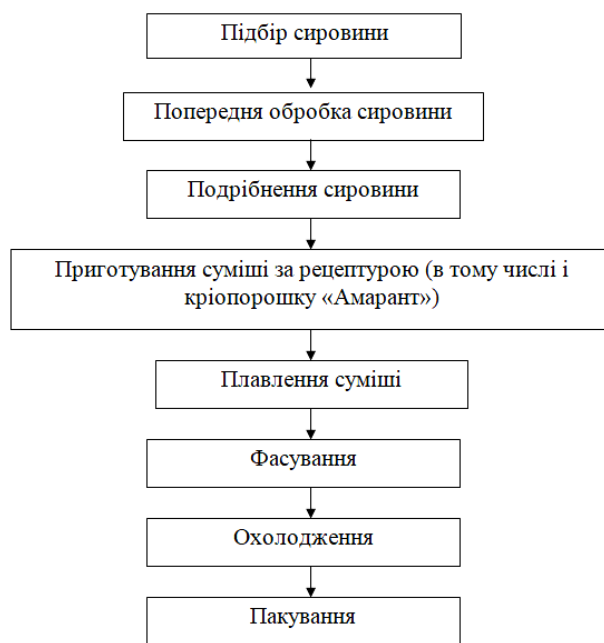 Підбір сировини
Попередня обробка сировини
Подрібнення сировини
Приготування суміші за рецептурою (в тому числі і
кріопорошку «Амарант»)
Плавлення суміші
Фасування
Охолодження
Пакування